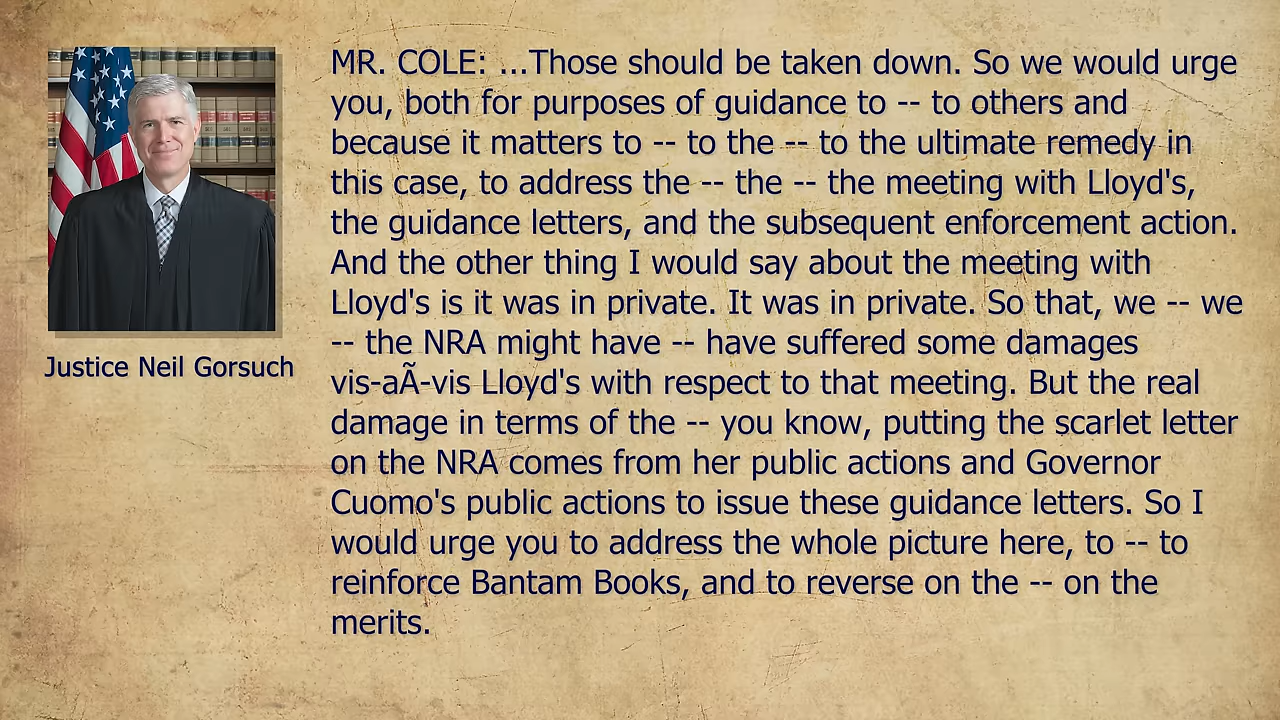 MR. COLE: ...Those should be taken down. So we would urge
you, both for purposes of guidance to -- to others and
because it matters to -- to the -- to the ultimate remedy in
this case, to address the -- the -- the meeting with Lloyd's,
the guidance letters, and the subsequent enforcement action.
And the other thing I would say about the meeting with
Lloyd's is it was in private. It was in private. So that, we -- we
-- the NRA might have -- have suffered some damages
vis-aÃ-vis Lloyd's with respect to that meeting. But the real
damage in terms of the -- you know, putting the scarlet letter
on the NRA comes from her public actions and Governor
Cuomo's public actions to issue these guidance letters. So I
would urge you to address the whole picture here, to -- to
reinforce Bantam Books, and to reverse on the -- on the
merits.
Justice Neil Gorsuch